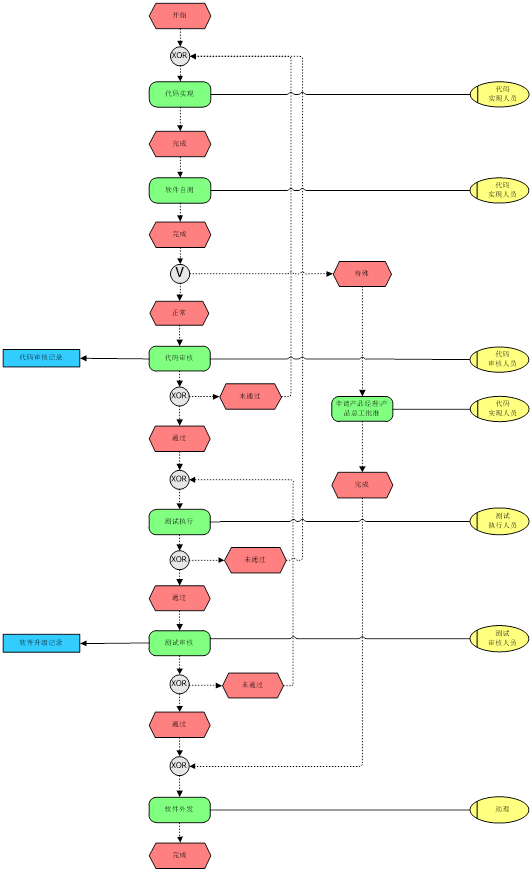 开始
XOR
代码实现
代码
实现人员
完成
软件自测
代码
实现人员
完成
V
特殊
正常
代码审核记录
代码审核
代码
审核人员
XOR
未通过
申请产品经理/产
品总工批准
代码
实现人员
通过
XOR
完成
测试执行
测试
执行人员
XOR
未通过
通过
软件升级记录
测试审核
测试
审核人员
XOR
未通过
通过
XOR
软件外发
助理
完成